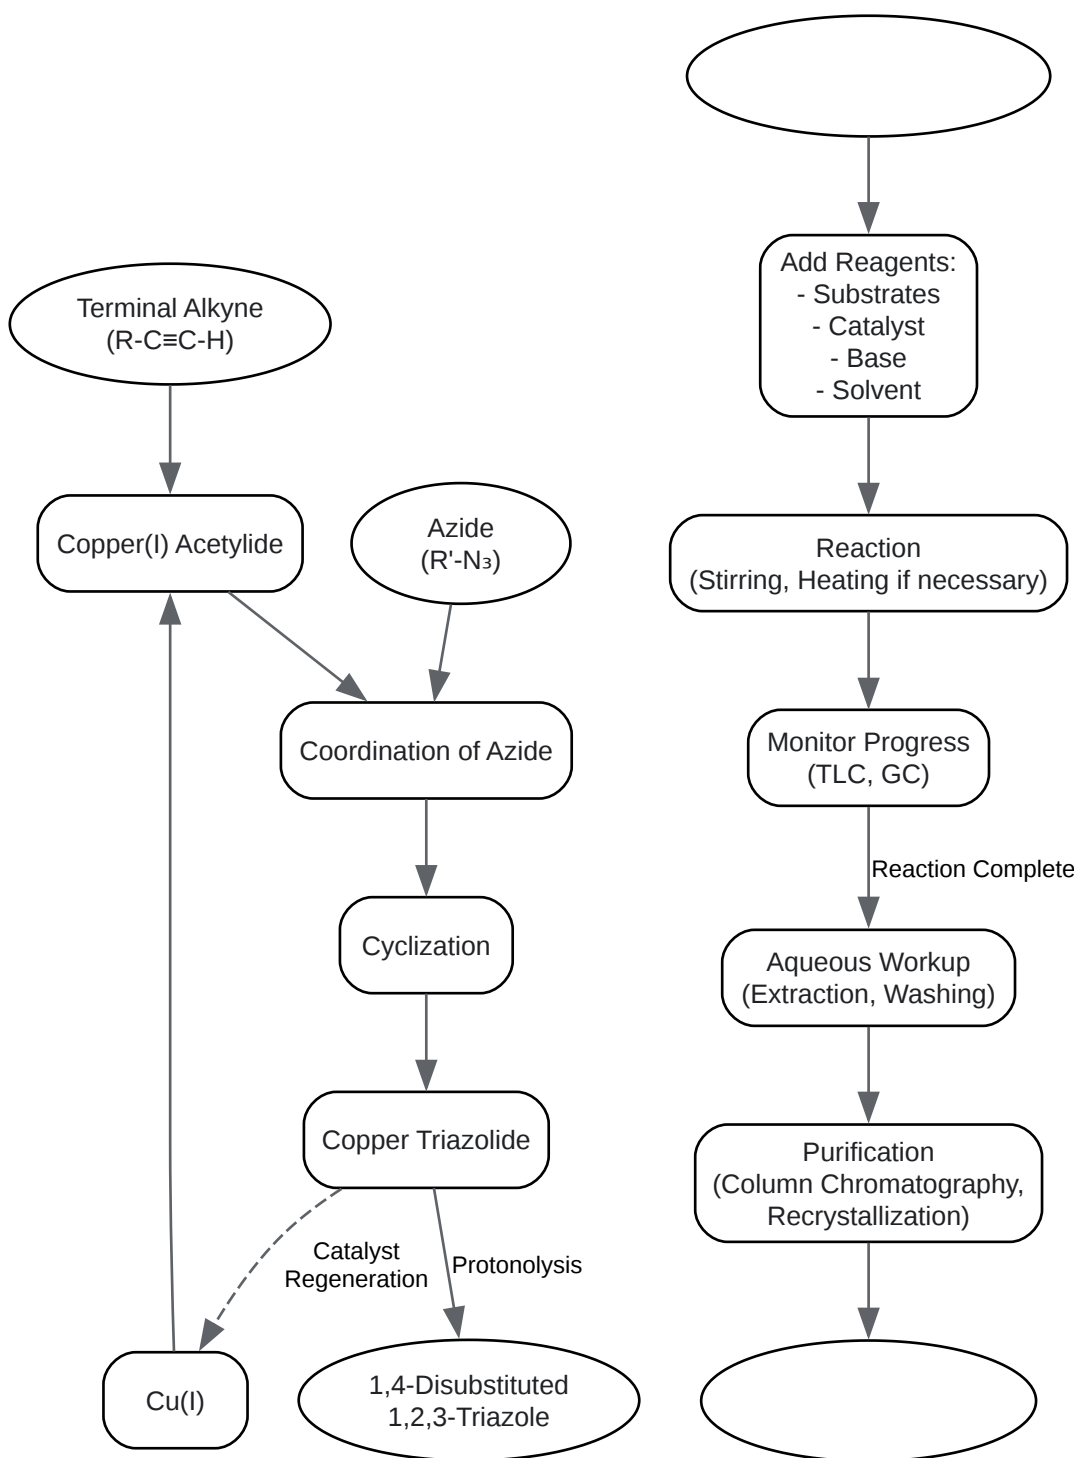 Terminal Alkyne
(R-C≡C-H)
Copper(I) Acetylide
Azide
(R'-N₃)
Coordination of Azide
Cyclization
Copper Triazolide
Catalyst
Regeneration
Protonolysis
Cu(I)
1,4-Disubstituted
1,2,3-Triazole
Add Reagents:
- Substrates
- Catalyst
- Base
- Solvent
Reaction
(Stirring, Heating if necessary)
Monitor Progress
(TLC, GC)
Reaction Complete
Aqueous Workup
(Extraction, Washing)
Purification
(Column Chromatography,
Recrystallization)